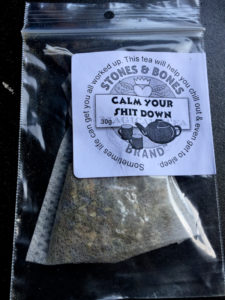 Sometimes life can get you all worked up. This tea will help you chill out & even get to sleep.
STONES & BONES
CALM YOUR
SHIT DOWN
30g
BRAND